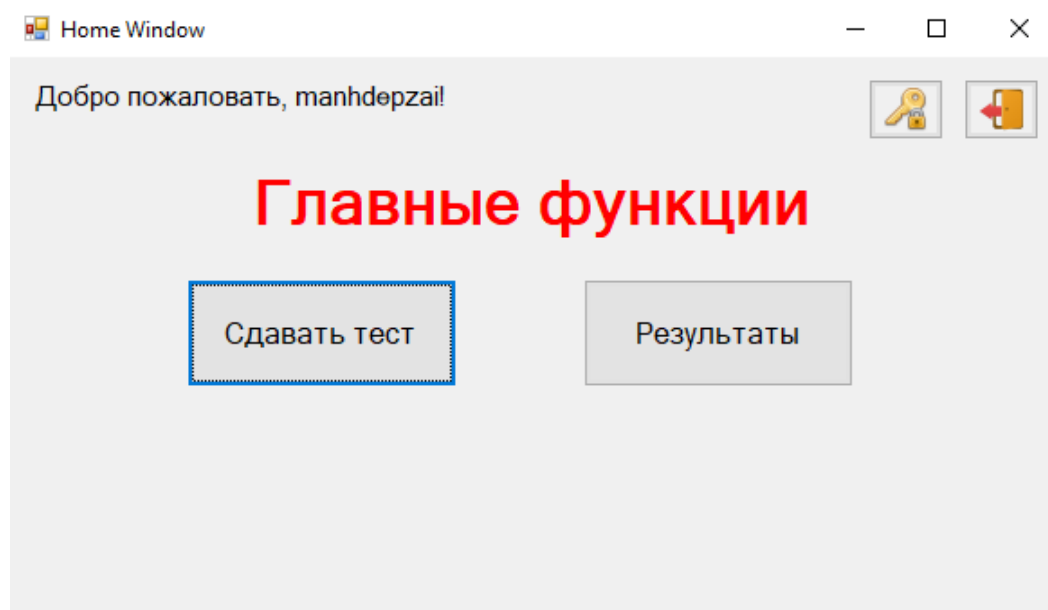 Home Window
Добро пожаловать, manhdepzai!
Главные функции
Сдавать тест
Результаты